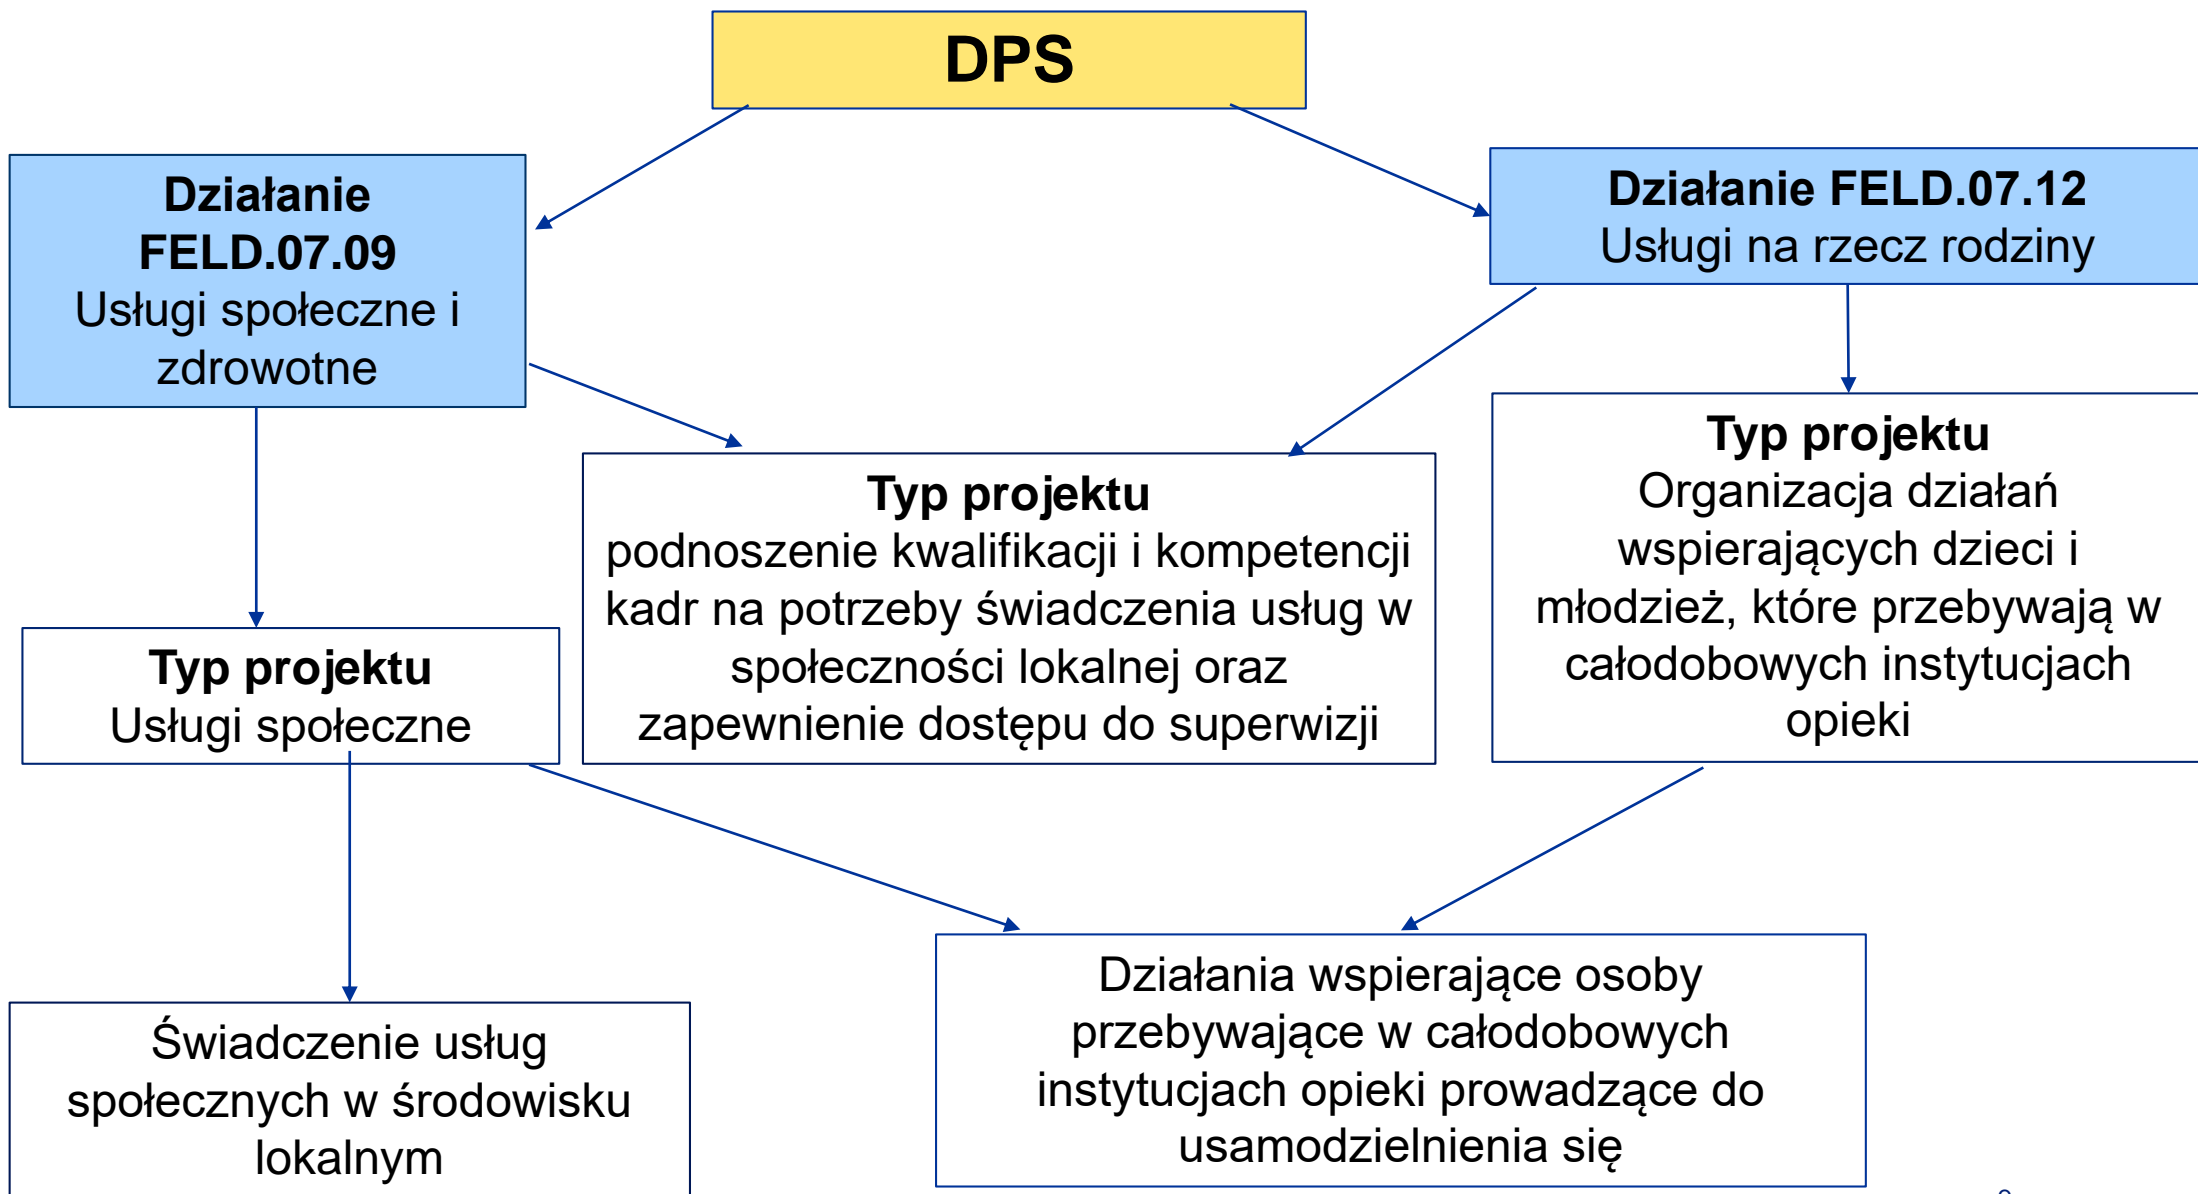 DPS
Działanie
FELD.07.09
Usługi społeczne i
zdrowotne
Działanie FELD.07.12
Usługi na rzecz rodziny
Typ projektu
podnoszenie kwalifikacji i kompetencji
kadr na potrzeby świadczenia usług w
społeczności lokalnej oraz
zapewnienie dostępu do superwizji
Typ projektu
Organizacja działań
wspierających dzieci i
młodzież, które przebywają w
całodobowych instytucjach
opieki
Typ projektu
Usługi społeczne
Świadczenie usług
społecznych w środowisku
lokalnym
Działania wspierające osoby
przebywające w całodobowych
instytucjach opieki prowadzące do
usamodzielnienia się